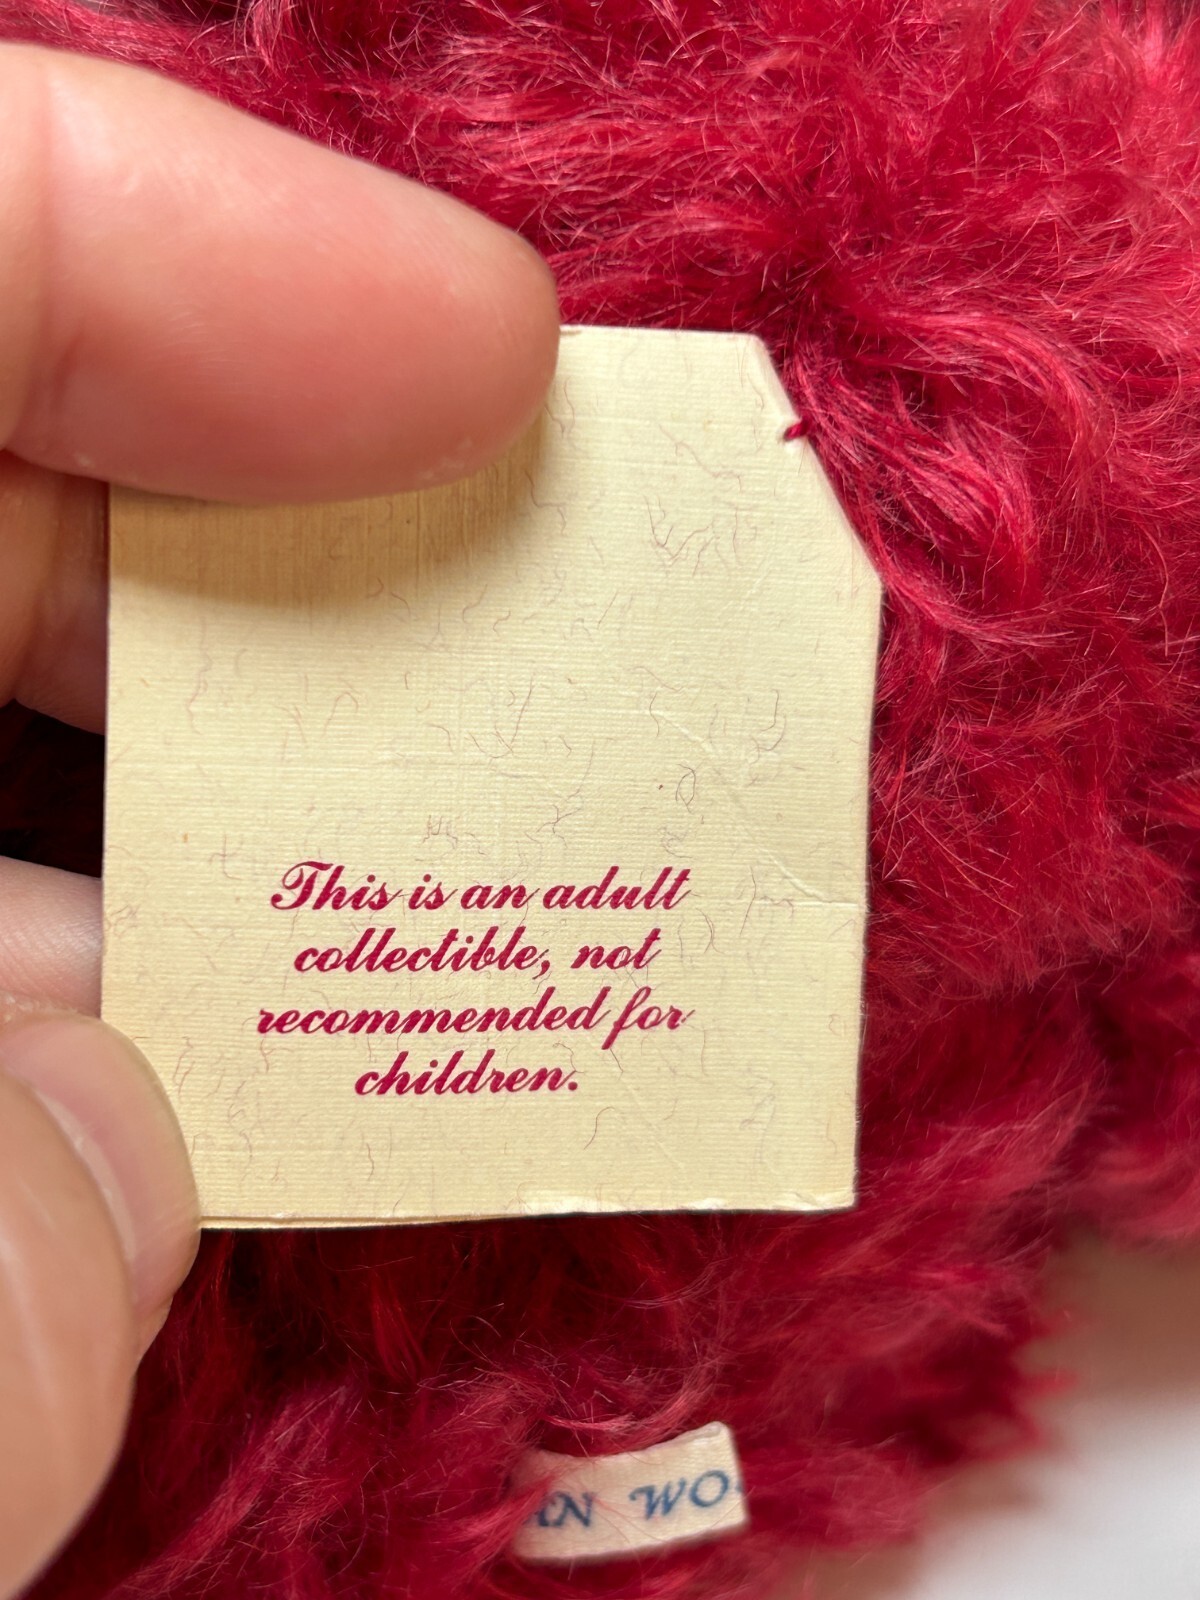 This is an adult
collectible, not
recommended for
children.